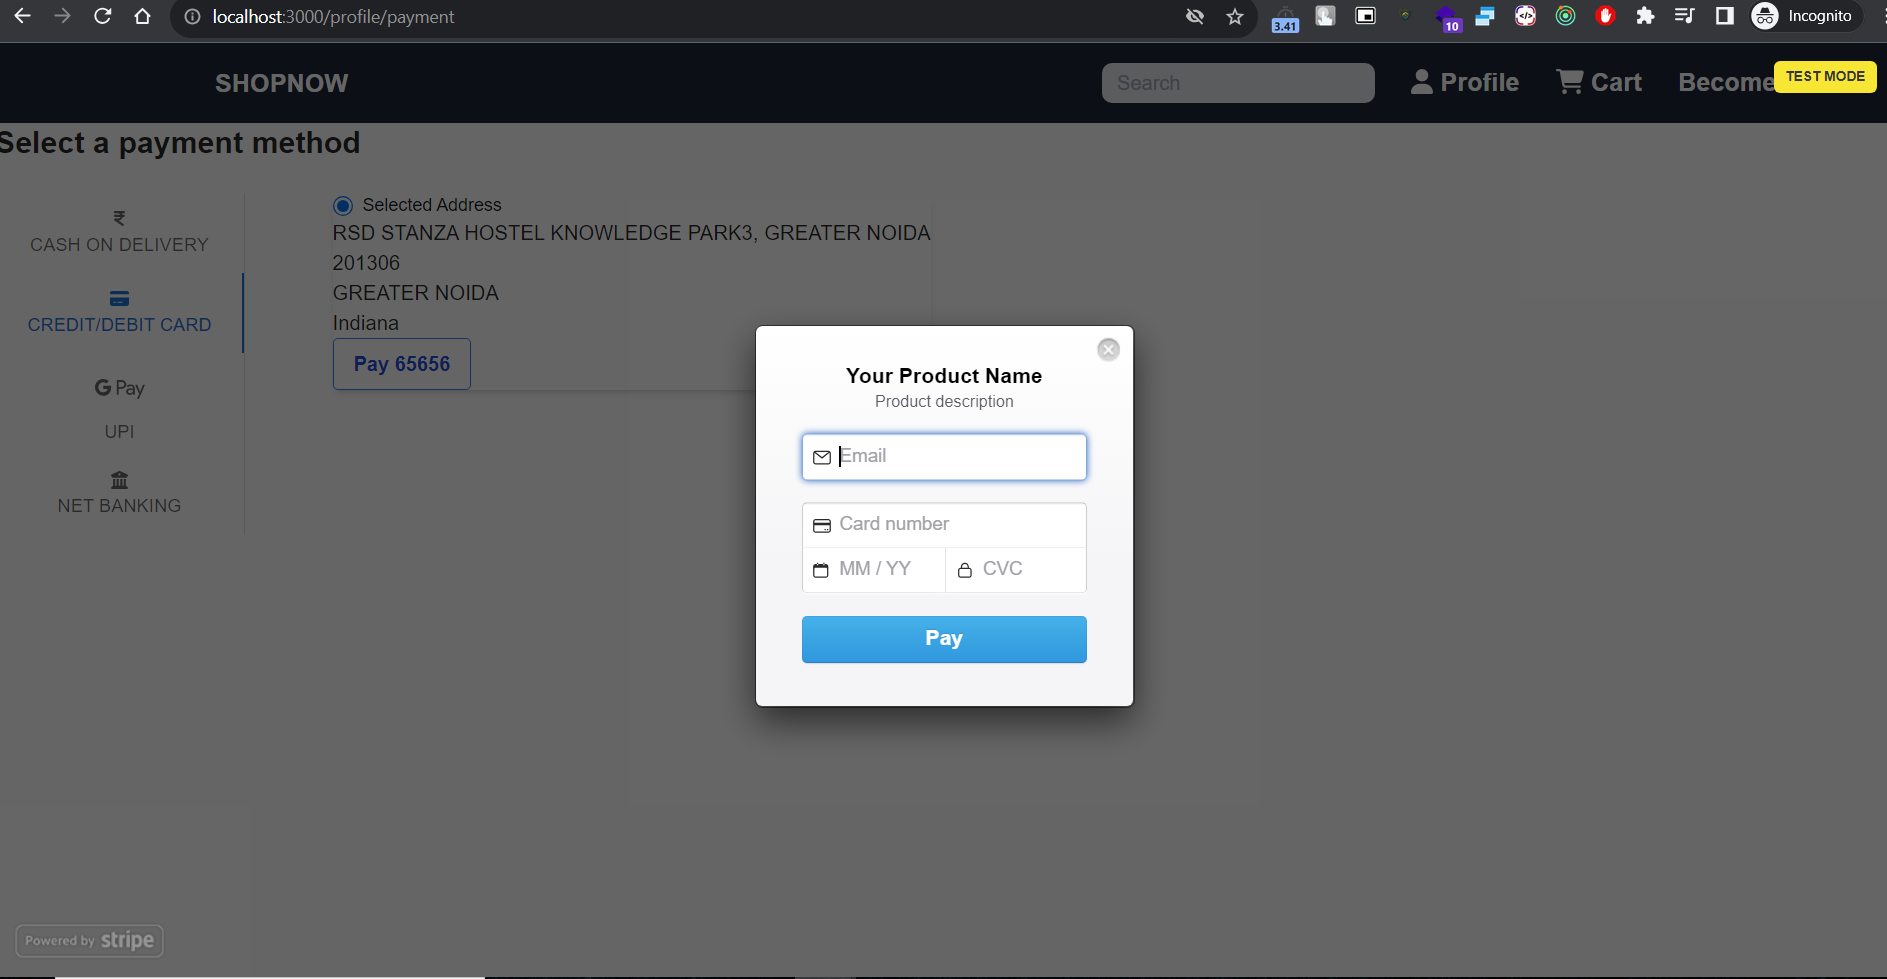 localhost:3000/profile/payment
3.41
10
Incognito
SHOPNOW
Search
Profile
Cart
Become
TEST MODE
Select a payment method
₹
CASH ON DELIVERY
CREDIT/DEBIT CARD
G Pay
UPI
NET BANKING
Selected Address
RSD STANZA HOSTEL KNOWLEDGE PARK3, GREATER NOIDA
201306
GREATER NOIDA
Indiana
Pay 65656
Your Product Name
Product description
Email
Card number
MM / YY
CVC
Pay
Powered by stripe